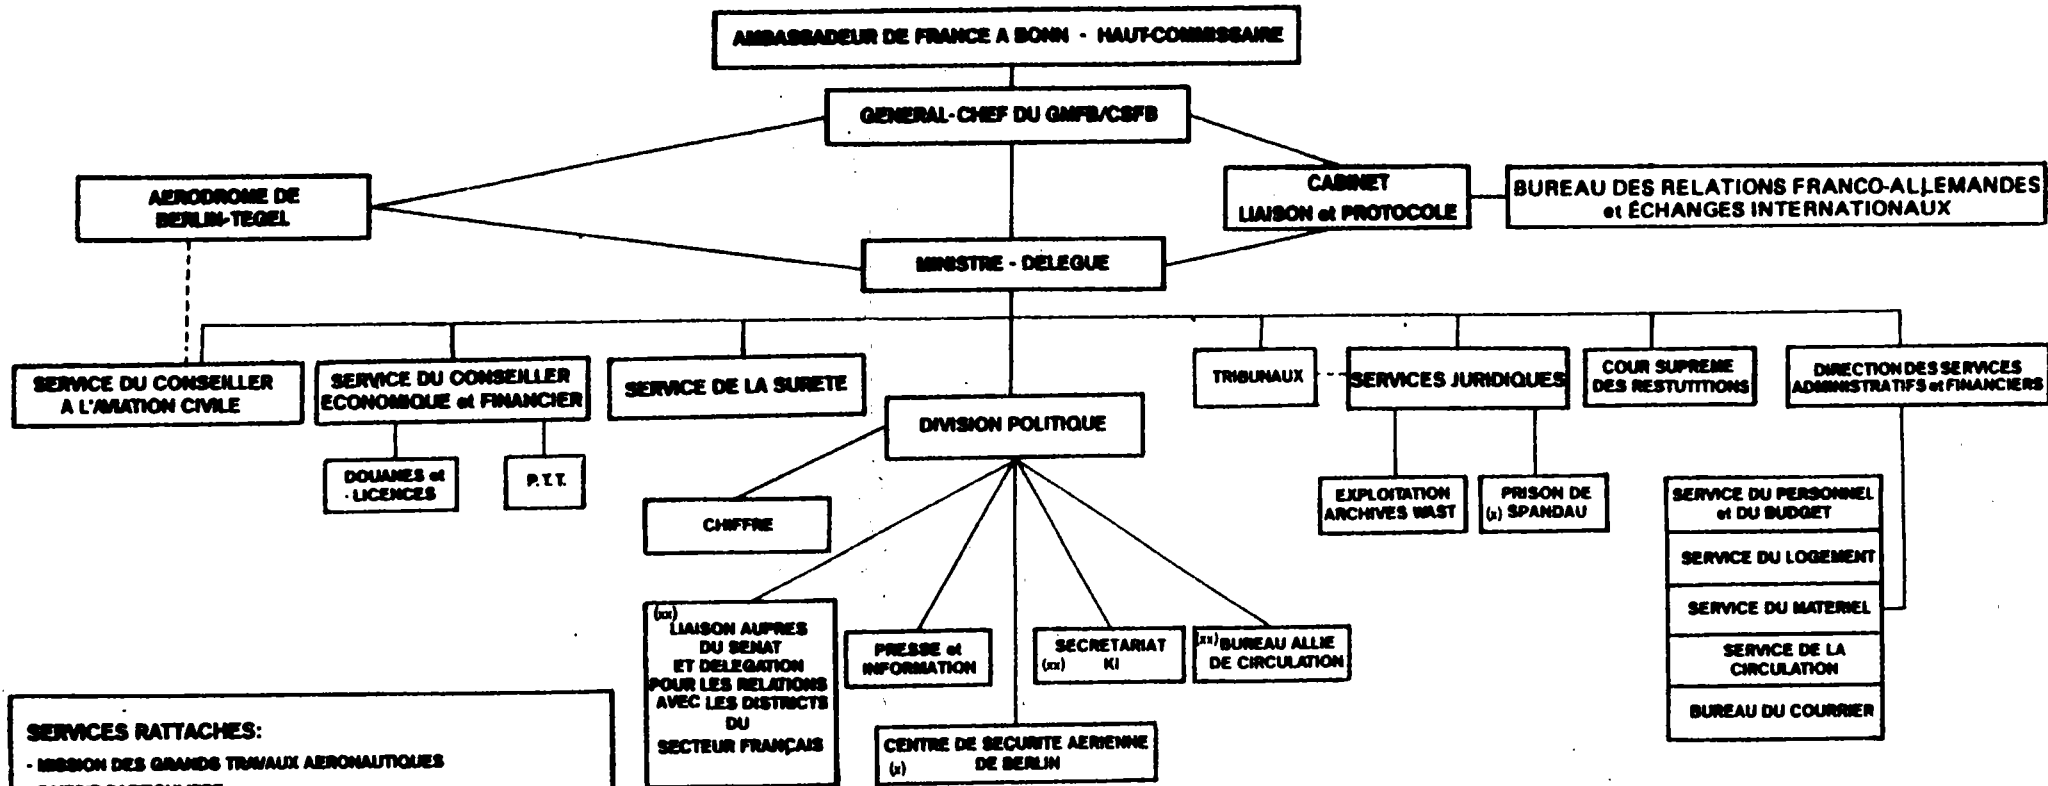 AMBASSADEUR DE FRANCE A BONN - HAUT-COMMISSAIRE
GENERAL-CHEF DU GMFB/CSFB
AERODROME DE
BERLIN-TEGEL
CABINET
LIAISON et PROTOCOLE
BUREAU DES RELATIONS FRANCO-ALLEMANDES
et ÉCHANGES INTERNATIONAUX
MINISTRE - DELEGUE
SERVICE DU CONSEILLER
A L'AVIATION CIVILE
SERVICE DU CONSEILLER
ECONOMIQUE et FINANCIER
SERVICE DE LA SURETE
DIVISION POLITIQUE
TRIBUNAUX
SERVICES JURIDIQUES
COUR SUPREME
DES RESTUTITIONS
DIRECTION DES SERVICES
ADMINISTRATIFS et FINANCIERS
DOUANES et
LICENCES
P.T.T.
CHIFFRE
EXPLOITATION
ARCHIVES WAST
PRISON DE
(x) SPANDAU
SERVICE DU PERSONNEL
et DU BUDGET
SERVICE DU LOGEMENT
SERVICE DU MATERIEL
SERVICE DE LA
CIRCULATION
BUREAU DU COURRIER
(xx)
LIAISON AUPRES
DU SENAT
ET DELEGATION
POUR LES RELATIONS
AVEC LES DISTRICTS
DU
SECTEUR FRANÇAIS
PRESSE et
INFORMATION
SECRETARIAT
(xx) KI
(xx) BUREAU ALLIE
DE CIRCULATION
CENTRE DE SECURITE AERIENNE
(x) DE BERLIN
SERVICES RATTACHES:
- MISSION DES GRANDS TRAVAUX AERONAUTIQUES